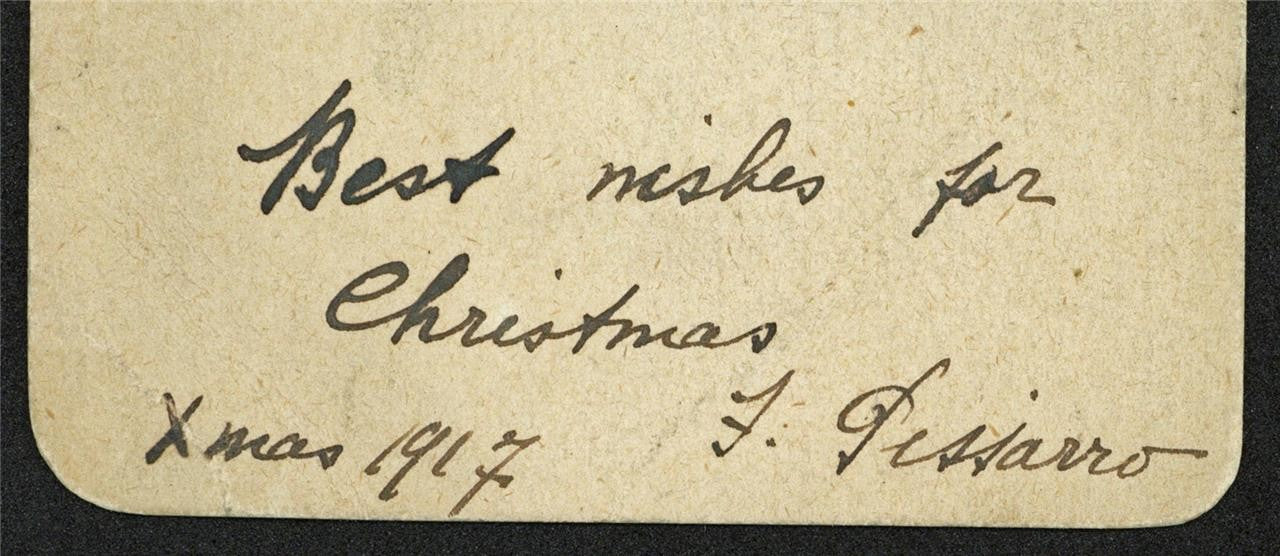 Best wishes for
Christmas
Xmas 1917 F. Pissarro